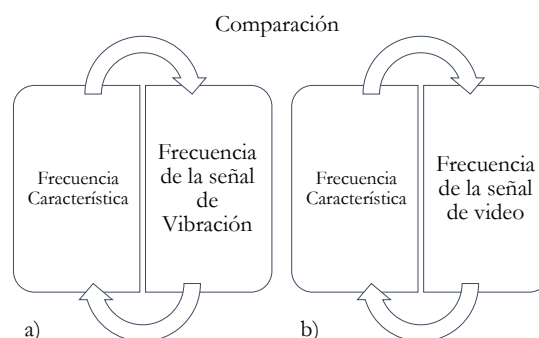 Comparación
Frecuencia
Característica
Frecuencia
de la señal
de
Vibración
Frecuencia
Característica
Frecuencia
de la señal
de video
a)
b)